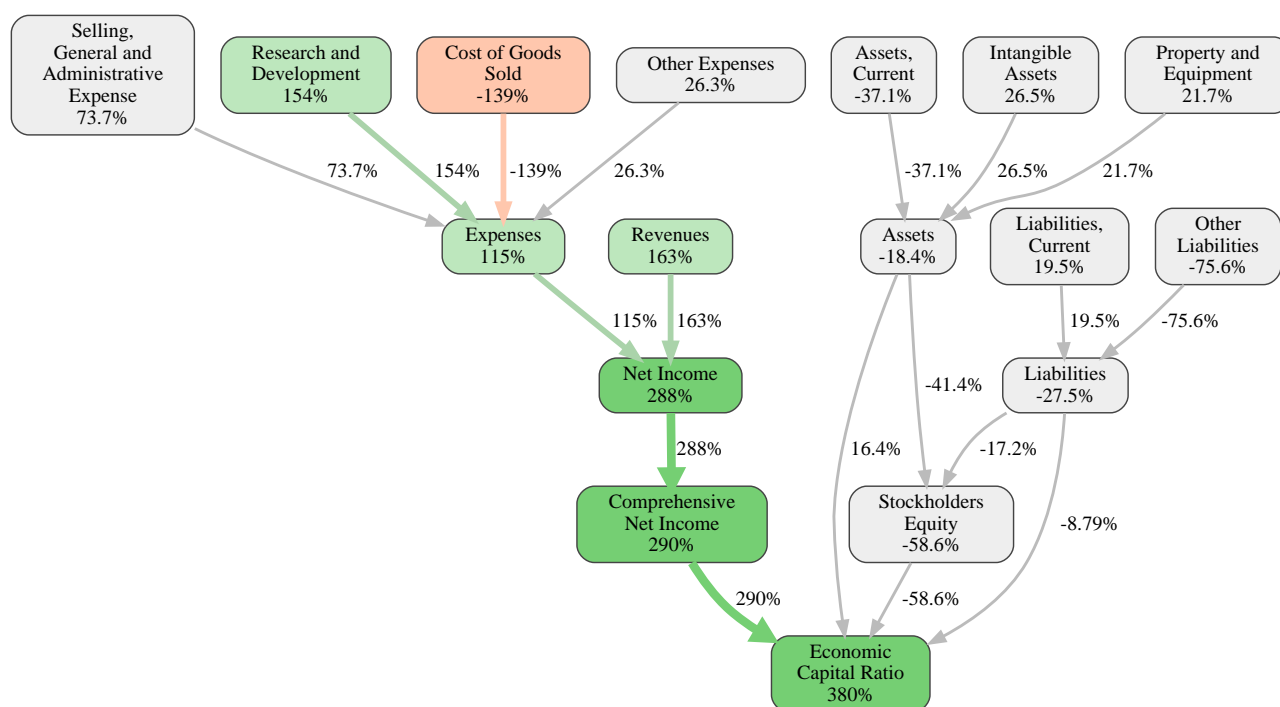 Selling,
General and
Administrative
Expense
73.7%
Research and
Development
154%
Cost of Goods
Sold
-139%
Other Expenses
26.3%
Assets,
Current
-37.1%
Intangible
Assets
26.5%
Property and
Equipment
21.7%
73.7%
154%
-139%
26.3%
-37.1%
26.5%
21.7%
Expenses
115%
Revenues
163%
Assets
-18.4%
Liabilities,
Current
19.5%
Other
Liabilities
-75.6%
115%
163%
19.5%
-75.6%
Net Income
288%
-41.4%
Liabilities
-27.5%
288%
16.4%
-17.2%
Comprehensive
Net Income
290%
Stockholders
Equity
-58.6%
-8.79%
290%
-58.6%
Economic
Capital Ratio
380%